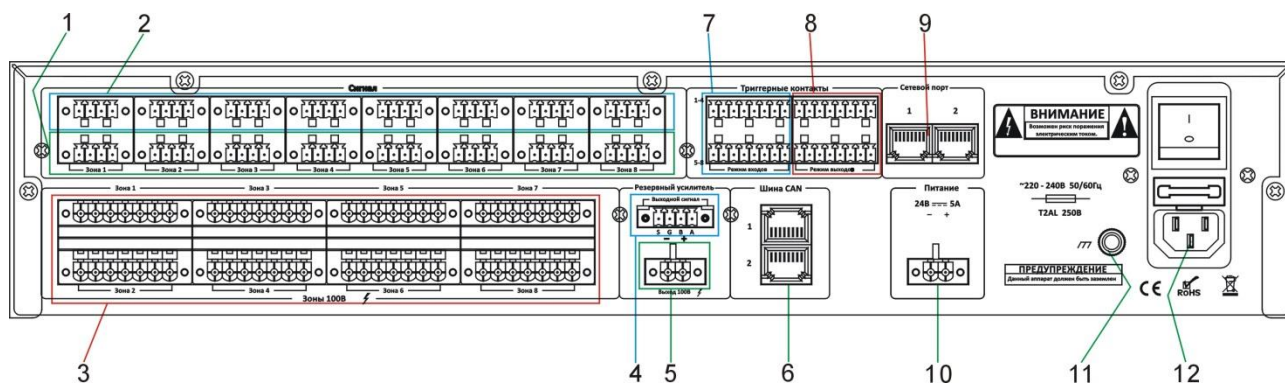 1 2 7 8 9
Сигнал Триггерные контакты Сетевой порт
1-4 1 2
ВНИМАНИЕ
Возможен риск поражения
электрическим током.
I
5-8
Зона 1 Зона 2 Зона 3 Зона 4 Зона 5 Зона 6 Зона 7 Зона 8 Режим входов Режим выходов
Зона 1 Зона 3 Зона 5 Зона 7 Резервный усилитель Шина CAN Питание
Выходной сигнал
24В 5А
~220 - 240В 50/60Гц
T2AL 250В
− +
S G B A
1
− +
2
ПРЕДУПРЕЖДЕНИЕ
Данный аппарат должен быть заземлен
Зона 2 Зона 4 Зона 6 Зона 8 Выход 100В
Зоны 100В
CE RoHS
3 4 5 6 10 11 12